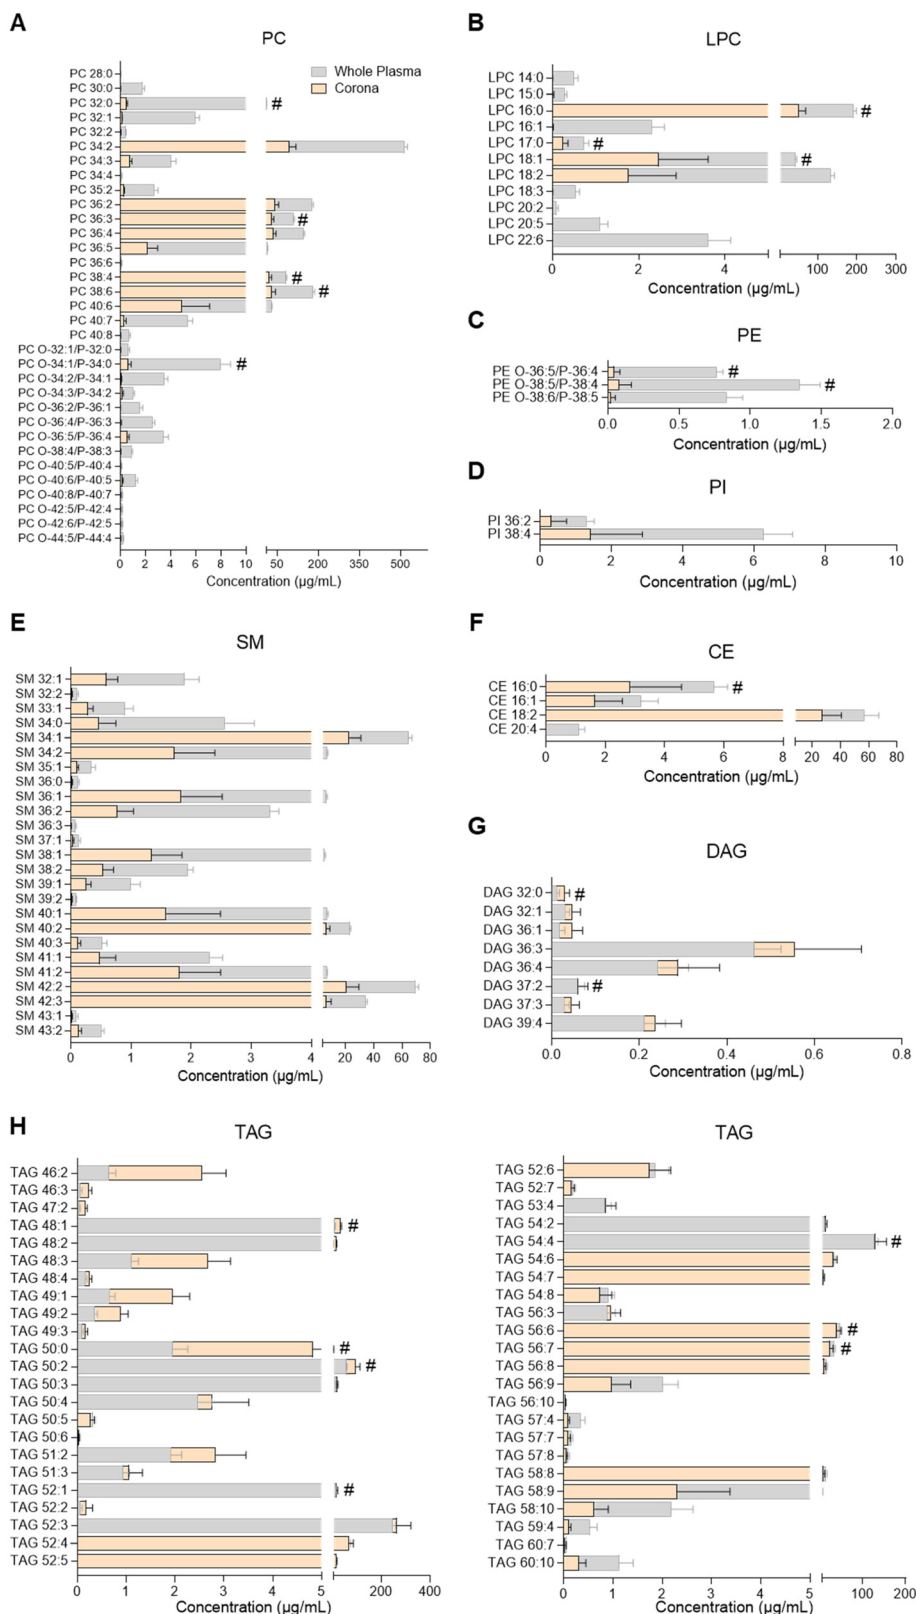 A
PC
Whole Plasma
Corona
PC 28:0
PC 30:0
PC 32:0
#
PC 32:1
PC 32:2
PC 34:2
PC 34:3
PC 34:4
PC 35:2
PC 36:2
PC 36:3
#
PC 36:4
PC 36:5
PC 36:6
PC 38:4
#
PC 38:6
#
PC 40:6
PC 40:7
PC 40:8
PC O-32:1/P-32:0
PC O-34:1/P-34:0
#
PC O-34:2/P-34:1
PC O-34:3/P-34:2
PC O-36:2/P-36:1
PC O-36:4/P-36:3
PC O-36:5/P-36:4
PC O-38:4/P-38:3
PC O-40:5/P-40:4
PC O-40:6/P-40:5
PC O-40:8/P-40:7
PC O-42:5/P-42:4
PC O-42:6/P-42:5
PC O-44:5/P-44:4
0 2 4 6 8 10 50 200 350 500
Concentration (µg/mL)
B
LPC
LPC 14:0
LPC 15:0
LPC 16:0
#
LPC 16:1
LPC 17:0
#
LPC 18:1
#
LPC 18:2
LPC 18:3
LPC 20:2
LPC 20:5
LPC 22:6
0 2 4 100 200 300
Concentration (µg/mL)
C
PE
PE O-36:5/P-36:4
#
PE O-38:5/P-38:4
#
PE O-38:6/P-38:5
0.0 0.5 1.0 1.5 2.0
Concentration (µg/mL)
D
PI
PI 36:2
PI 38:4
0 2 4 6 8 10
Concentration (µg/mL)
E
SM
SM 32:1
SM 32:2
SM 33:1
SM 34:0
SM 34:1
SM 34:2
SM 35:1
SM 36:0
SM 36:1
SM 36:2
SM 36:3
SM 37:1
SM 38:1
SM 38:2
SM 39:1
SM 39:2
SM 40:1
SM 40:2
SM 40:3
SM 41:1
SM 41:2
SM 42:2
SM 42:3
SM 43:1
SM 43:2
0 1 2 3 4 20 40 60 80
Concentration (µg/mL)
F
CE
CE 16:0
#
CE 16:1
CE 18:2
CE 20:4
0 2 4 6 8 20 40 60 80
Concentration (µg/mL)
G
DAG
DAG 32:0
#
DAG 32:1
DAG 36:1
DAG 36:3
DAG 36:4
DAG 37:2
#
DAG 37:3
DAG 39:4
0.0 0.2 0.4 0.6 0.8
Concentration (µg/mL)
H
TAG
TAG 46:2
TAG 46:3
TAG 47:2
TAG 48:1
#
TAG 48:2
TAG 48:3
TAG 48:4
TAG 49:1
TAG 49:2
TAG 49:3
TAG 50:0
#
TAG 50:2
#
TAG 50:3
TAG 50:4
TAG 50:5
TAG 50:6
TAG 51:2
TAG 51:3
TAG 52:1
#
TAG 52:2
TAG 52:3
TAG 52:4
TAG 52:5
0 1 2 3 4 5 200 400
Concentration (µg/mL)
TAG
TAG 52:6
TAG 52:7
TAG 53:4
TAG 54:2
TAG 54:4
#
TAG 54:6
TAG 54:7
TAG 54:8
TAG 56:3
TAG 56:6
#
TAG 56:7
#
TAG 56:8
TAG 56:9
TAG 56:10
TAG 57:4
TAG 57:7
TAG 57:8
TAG 58:8
TAG 58:9
TAG 58:10
TAG 59:4
TAG 60:7
TAG 60:10
0 1 2 3 4 5 100 200
Concentration (µg/mL)